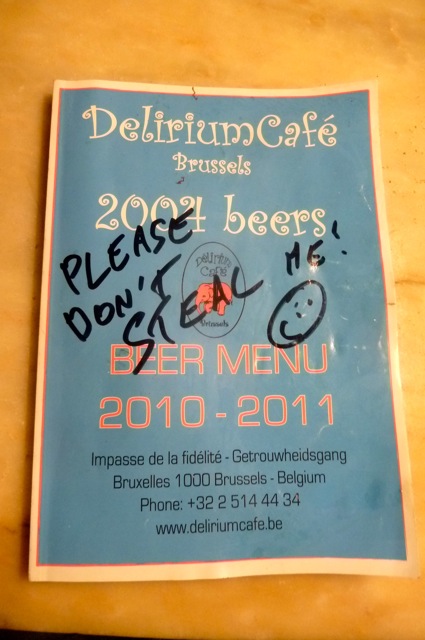 DeliriumCafé
Brussels
2004 beers
PLEASE
DON'T
STEAL
ME!
Delirium
Café
Brussels
BEER MENU
2010 - 2011
Impasse de la fidélité - Getrouwheidsgang
Bruxelles 1000 Brussels - Belgium
Phone: +32 2 514 44 34
www.deliriumcafe.be